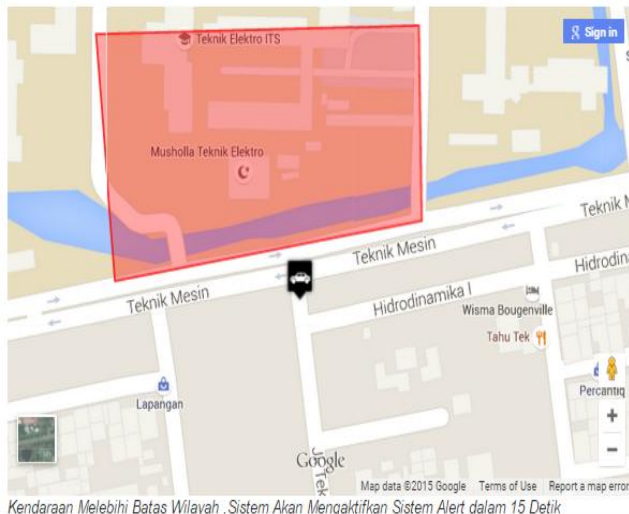 Teknik Elektro ITS
Sign in
Musholla Teknik Elektro
Teknik Mesin
Teknik Mesin
Hidrodinamika I
Wisma Bougenville
Tahu Tek
Percantiq
Lapangan
Google
Map data ©2015 Google Terms of Use Report a map error
Kendaraan Melebihi Batas Wilayah ,Sistem Akan Mengaktifkan Sistem Alert dalam 15 Detik